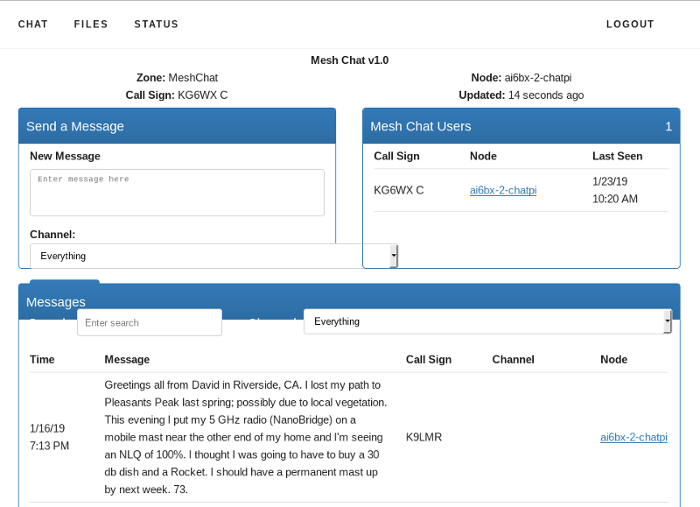 CHAT FILES STATUS LOGOUT
Mesh Chat v1.0
Zone: MeshChat
Call Sign: KG6WX C
Node: ai6bx-2-chatpi
Updated: 14 seconds ago
Send a Message
New Message
Enter message here
Channel:
Everything
Mesh Chat Users 1
Call Sign Node Last Seen
KG6WX C ai6bx-2-chatpi 1/23/19
10:20 AM
Messages
Enter search
Everything
Time Message Call Sign Channel Node
1/16/19
7:13 PM
Greetings all from David in Riverside, CA. I lost my path to
Pleasants Peak last spring; possibly due to local vegetation.
This evening I put my 5 GHz radio (NanoBridge) on a
mobile mast near the other end of my home and I'm seeing
an NLQ of 100%. I thought I was going to have to buy a 30
db dish and a Rocket. I should have a permanent mast up
by next week. 73.
K9LMR
ai6bx-2-chatpi